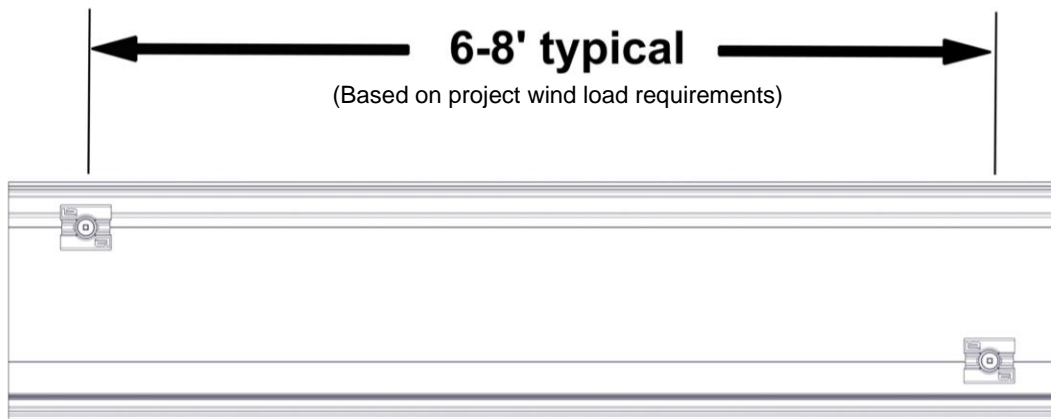 6-8' typical
(Based on project wind load requirements)